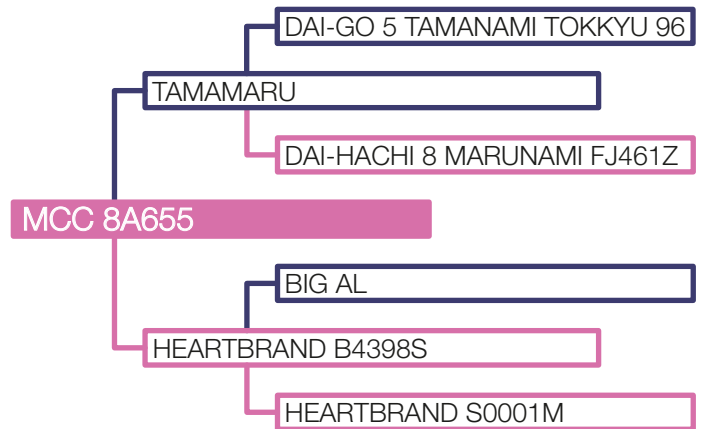 DAI-GO 5 TAMANAMI TOKKYU 96
TAMAMARU
DAI-HACHI 8 MARUNAMI FJ461Z
MCC 8A655
BIG AL
HEARTBRAND B4398S
HEARTBRAND S0001M